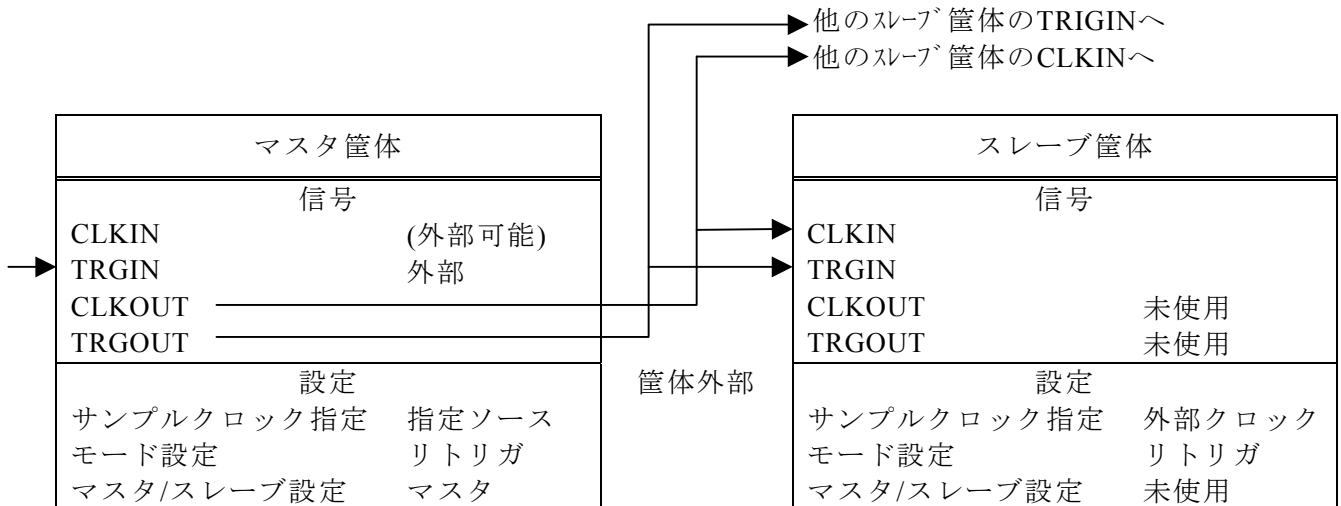 他のスレーブ筐体のTRIGINへ
他のスレーブ筐体のCLKINへ
マスタ筐体
信号
CLKIN (外部可能)
TRGIN 外部
CLKOUT
TRGOUT
設定
サンプルクロック指定 指定ソース
モード設定 リトリガ
マスタ/スレーブ設定 マスタ
筐体外部
スレーブ筐体
信号
CLKIN
TRGIN
CLKOUT 未使用
TRGOUT 未使用
設定
サンプルクロック指定 外部クロック
モード設定 リトリガ
マスタ/スレーブ設定 未使用